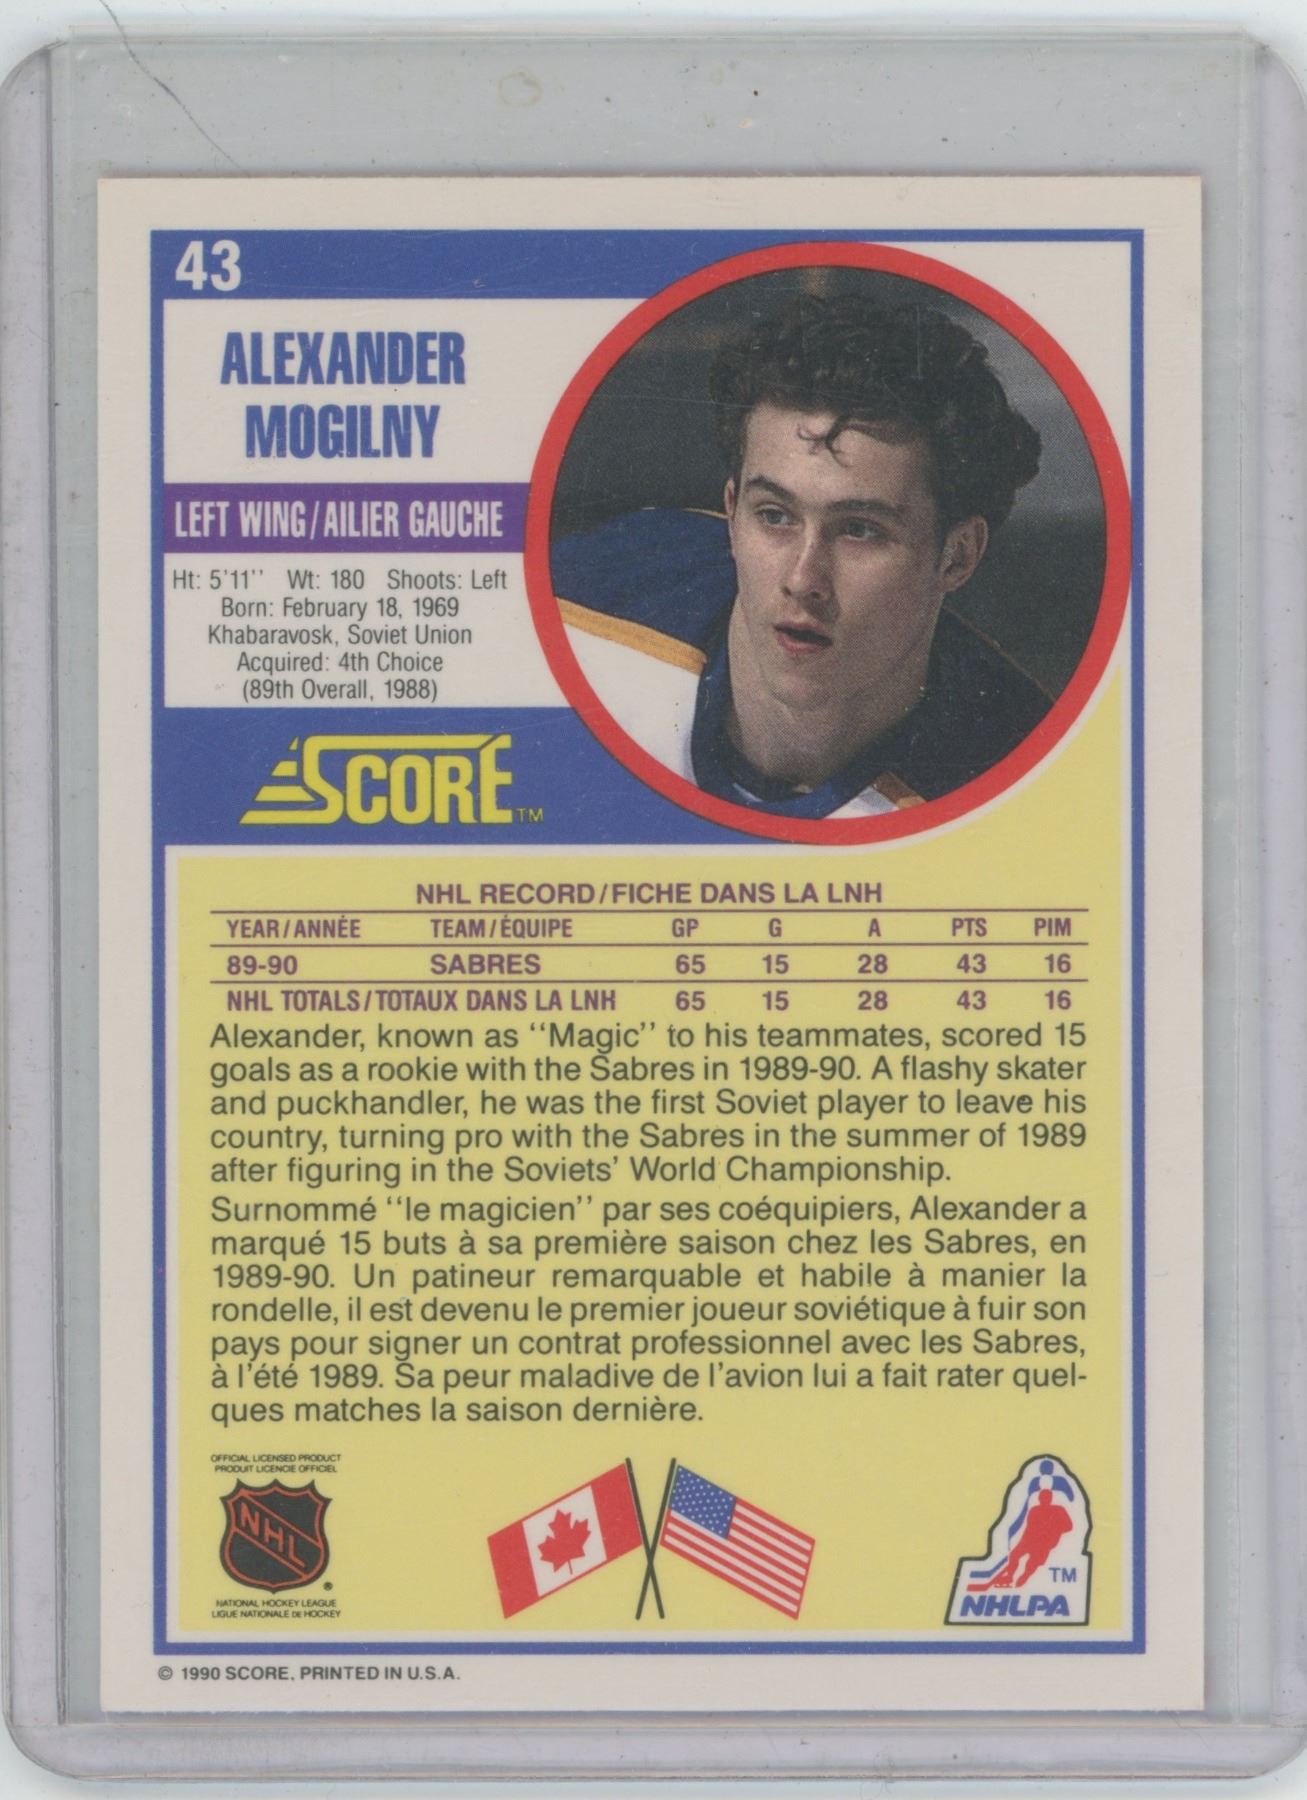 43
ALEXANDER
MOGILNY
LEFT WING/AILIER GAUCHE
Ht: 5'11'' Wt: 180 Shoots: Left
Born: February 18, 1969
Khabaravosk, Soviet Union
Acquired: 4th Choice
(89th Overall, 1988)
SCORE TM
NHL RECORD/FICHE DANS LA LNH
YEAR/ANNÉE TEAM/ÉQUIPE GP G A PTS PIM
89-90 SABRES 65 15 28 43 16
NHL TOTALS/TOTAUX DANS LA LNH 65 15 28 43 16
Alexander, known as ''Magic'' to his teammates, scored 15
goals as a rookie with the Sabres in 1989-90. A flashy skater
and puckhandler, he was the first Soviet player to leave his
country, turning pro with the Sabres in the summer of 1989
after figuring in the Soviets' World Championship.
Surnommé ''le magicien'' par ses coéquipiers, Alexander a
marqué 15 buts à sa première saison chez les Sabres, en
1989-90. Un patineur remarquable et habile à manier la
rondelle, il est devenu le premier joueur soviétique à fuir son
pays pour signer un contrat professionnel avec les Sabres,
à l'été 1989. Sa peur maladive de l'avion lui a fait rater quel-
ques matches la saison dernière.
OFFICIAL LICENSED PRODUCT
PRODUIT LICENCIE OFFICIEL
NHL ®
NATIONAL HOCKEY LEAGUE
LIGUE NATIONALE DE HOCKEY
TM
NHLPA
© 1990 SCORE, PRINTED IN U.S.A.